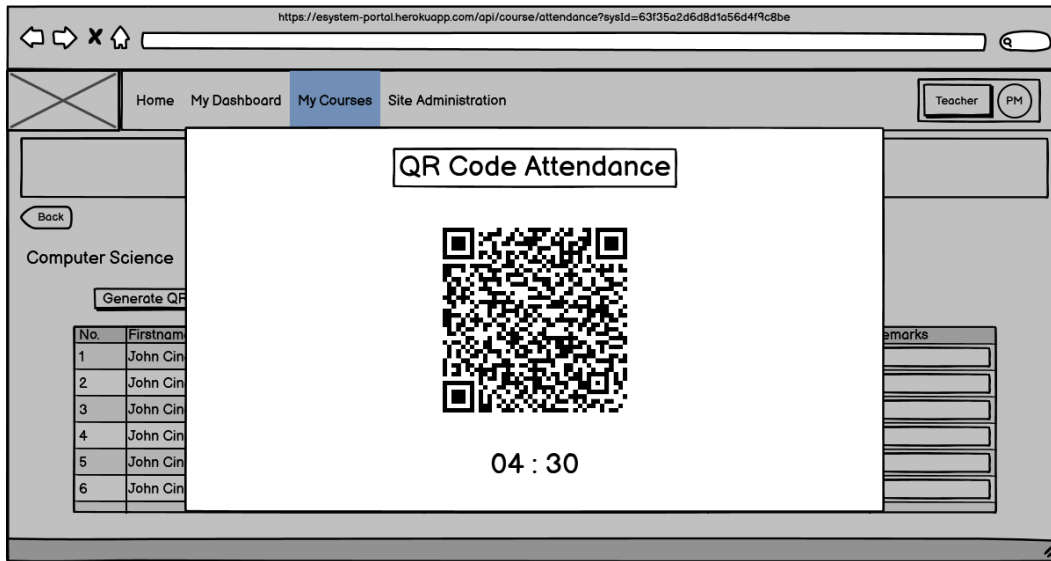 https://esystem-portal.herokuapp.com/api/course/attendance?sysId=63f35a2d6d8d1a56d4f9c8be
Home My Dashboard My Courses Site Administration Teacher PM
QR Code Attendance
Back
Computer Science
Generate QR
No. Firstnam emarks
1 John Cin
2 John Cin
3 John Cin
4 John Cin
5 John Cin
6 John Cin
04 : 30